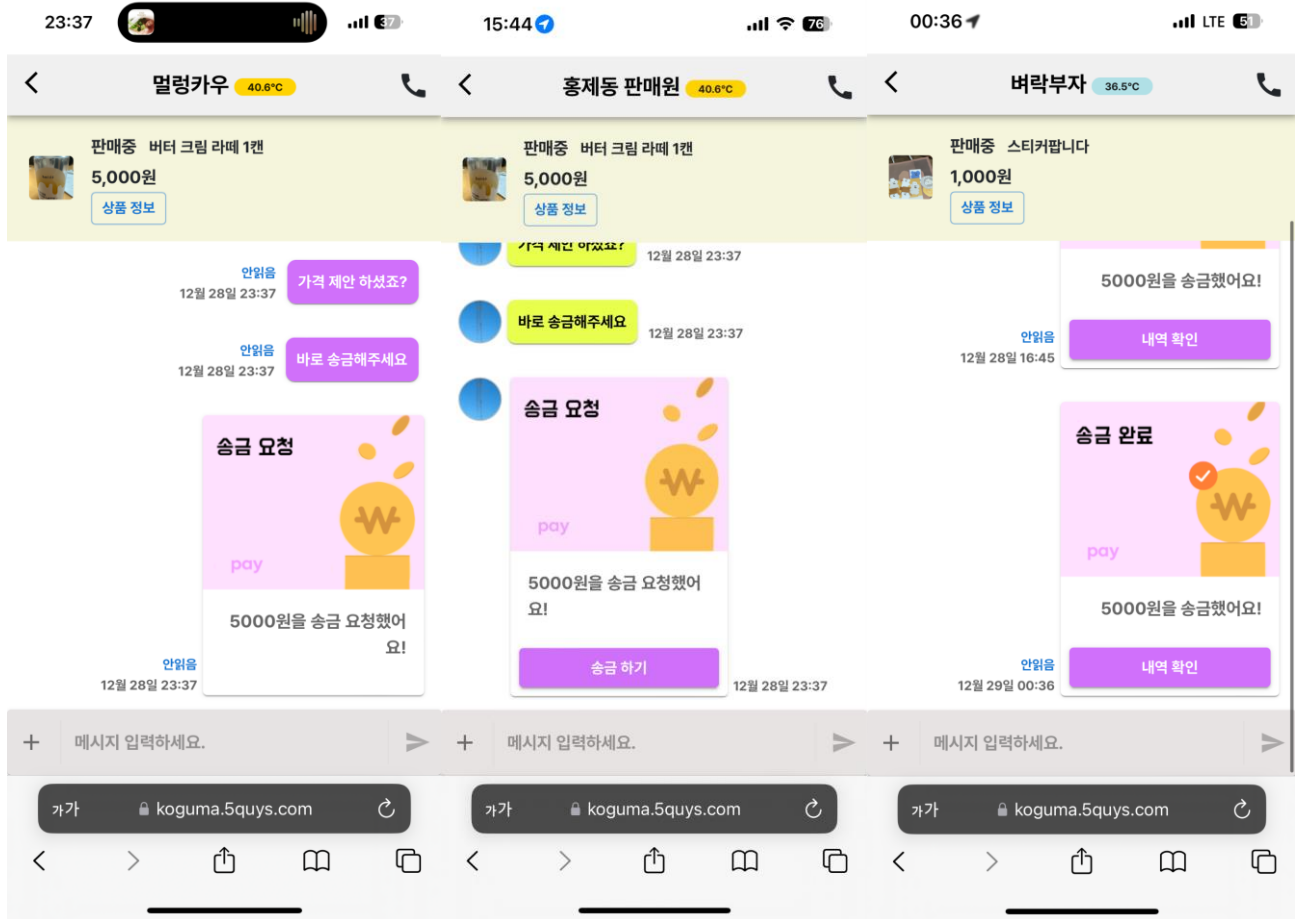 23:37
37
멀렁카우 40.6°C
판매중 버터 크림 라떼 1캔
5,000원
상품 정보
안읽음
12월 28일 23:37
가격 제안 하셨죠?
안읽음
12월 28일 23:37
바로 송금해주세요
송금 요청
pay
5000원을 송금 요청했어
요!
안읽음
12월 28일 23:37
메시지 입력하세요.
가가
koguma.5quys.com
15:44
76
홍제동 판매원 40.6°C
판매중 버터 크림 라떼 1캔
5,000원
상품 정보
가격 제안 하셨죠?
12월 28일 23:37
바로 송금해주세요
12월 28일 23:37
송금 요청
pay
5000원을 송금 요청했어
요!
송금 하기
12월 28일 23:37
메시지 입력하세요.
가가
koguma.5quys.com
00:36
LTE 51
벼락부자 36.5°C
판매중 스티커팝니다
1,000원
상품 정보
5000원을 송금했어요!
안읽음
12월 28일 16:45
내역 확인
송금 완료
pay
5000원을 송금했어요!
안읽음
12월 29일 00:36
내역 확인
메시지 입력하세요.
가가
koguma.5quys.com